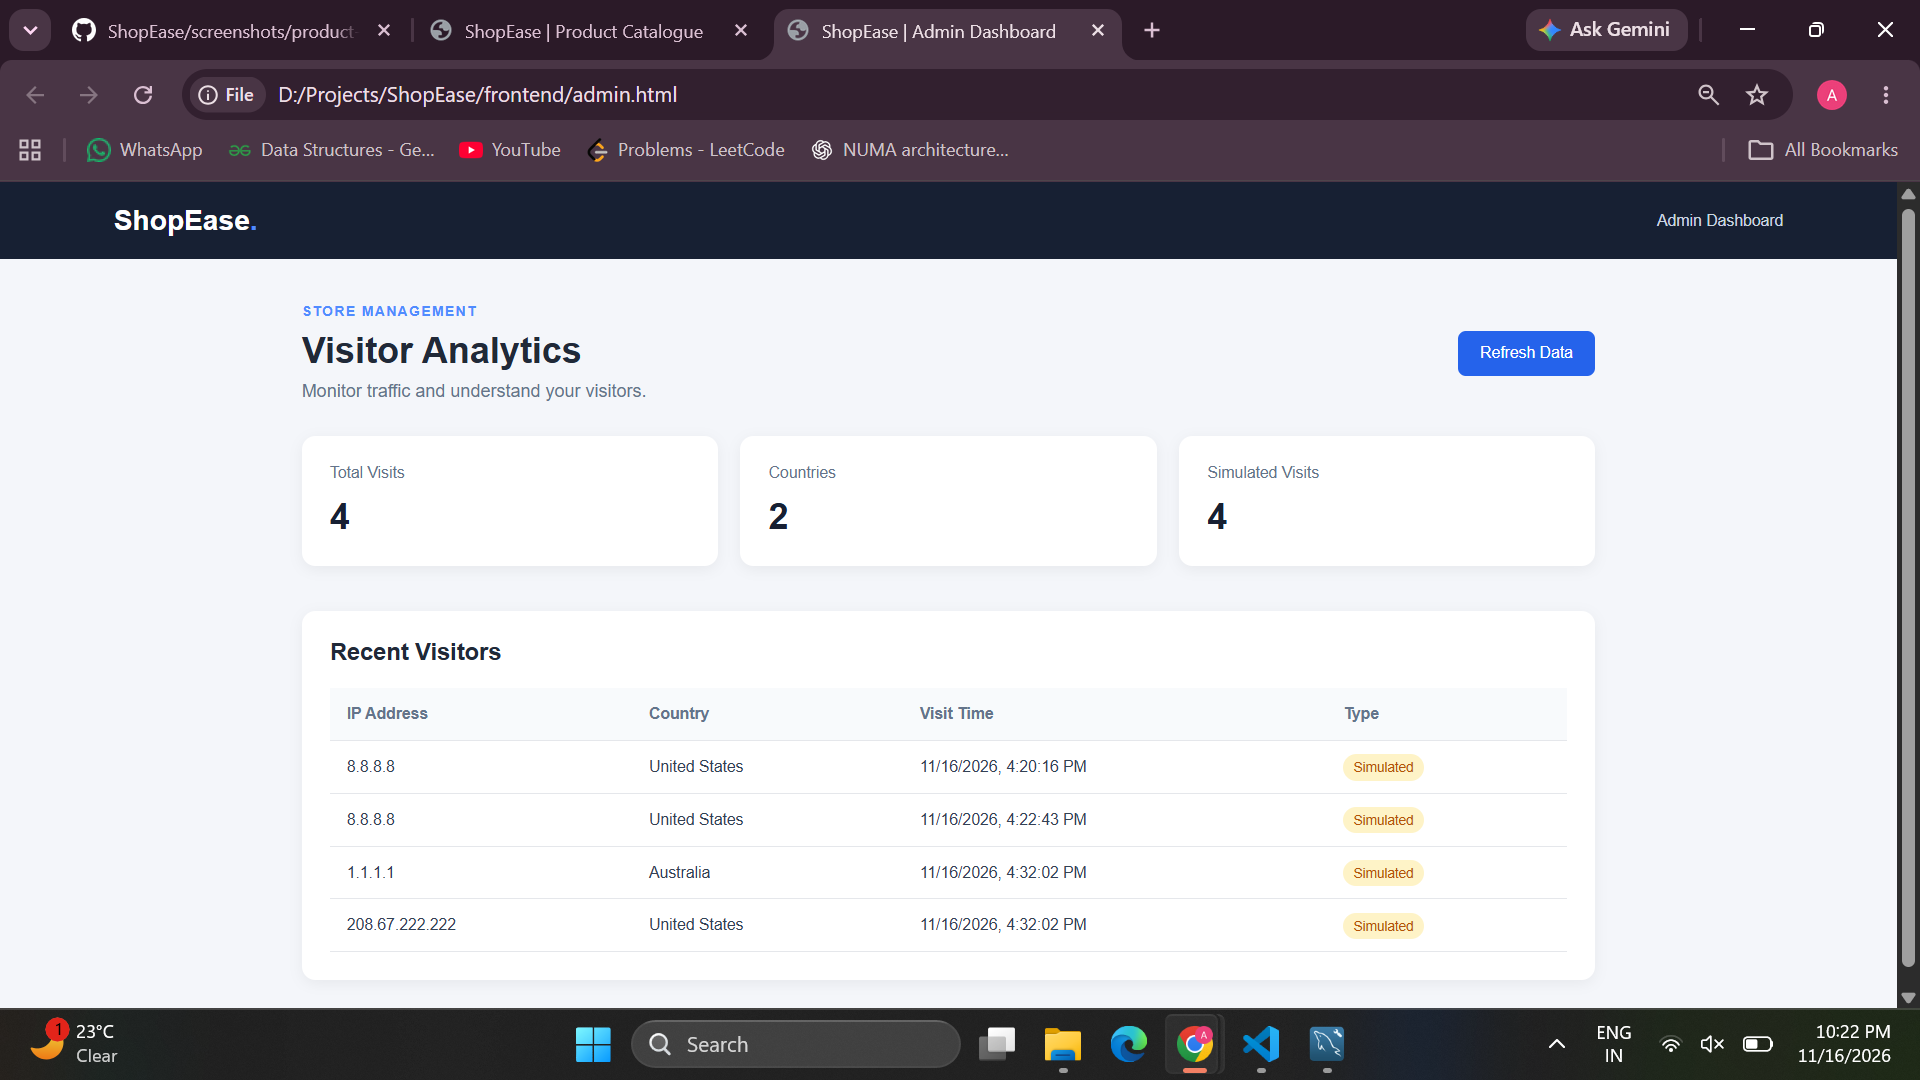 ShopEase/screenshots/product-
ShopEase | Product Catalogue
ShopEase | Admin Dashboard
Ask Gemini
File
D:/Projects/ShopEase/frontend/admin.html
A
WhatsApp
Data Structures - Ge...
YouTube
Problems - LeetCode
NUMA architecture...
All Bookmarks
ShopEase.
Admin Dashboard
STORE MANAGEMENT
Visitor Analytics
Monitor traffic and understand your visitors.
Refresh Data
Total Visits
4
Countries
2
Simulated Visits
4
Recent Visitors
IP Address Country Visit Time Type
8.8.8.8 United States 11/16/2026, 4:20:16 PM Simulated
8.8.8.8 United States 11/16/2026, 4:22:43 PM Simulated
1.1.1.1 Australia 11/16/2026, 4:32:02 PM Simulated
208.67.222.222 United States 11/16/2026, 4:32:02 PM Simulated
1
23°C
Clear
Search
A
ENG
IN
10:22 PM
11/16/2026